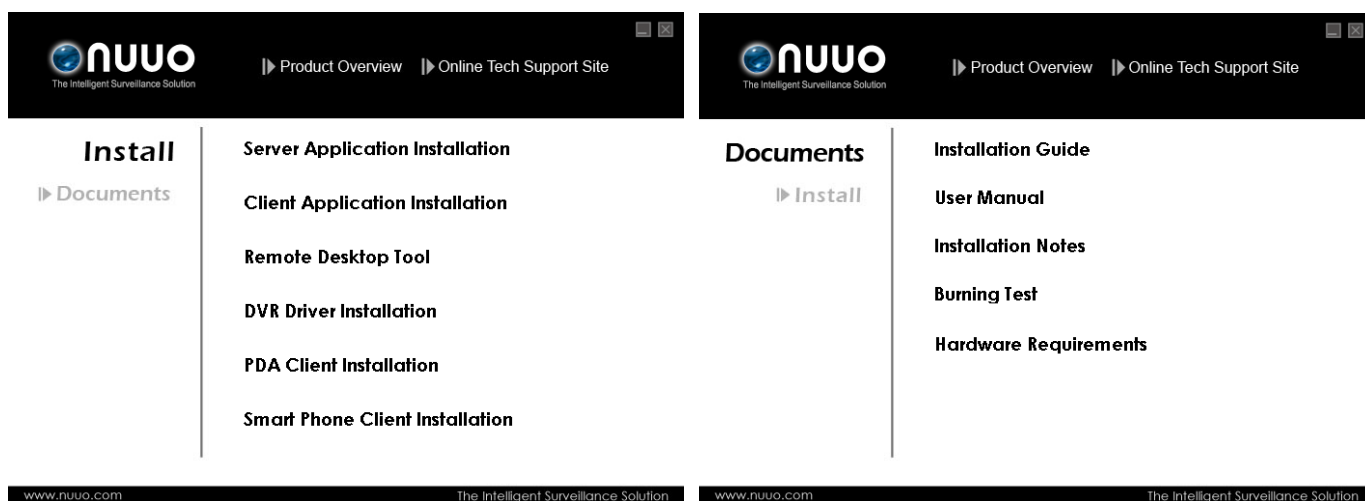 nuuo
The Intelligent Surveillance Solution
Product Overview
Online Tech Support Site
Install
Documents
Server Application Installation
Client Application Installation
Remote Desktop Tool
DVR Driver Installation
PDA Client Installation
Smart Phone Client Installation
www.nuuo.com
The Intelligent Surveillance Solution
nuuo
The Intelligent Surveillance Solution
Product Overview
Online Tech Support Site
Documents
Install
Installation Guide
User Manual
Installation Notes
Burning Test
Hardware Requirements
www.nuuo.com
The Intelligent Surveillance Solution